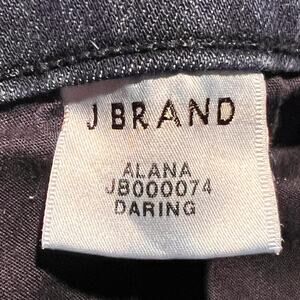 J BRAND
ALANA
JB000074
DARING